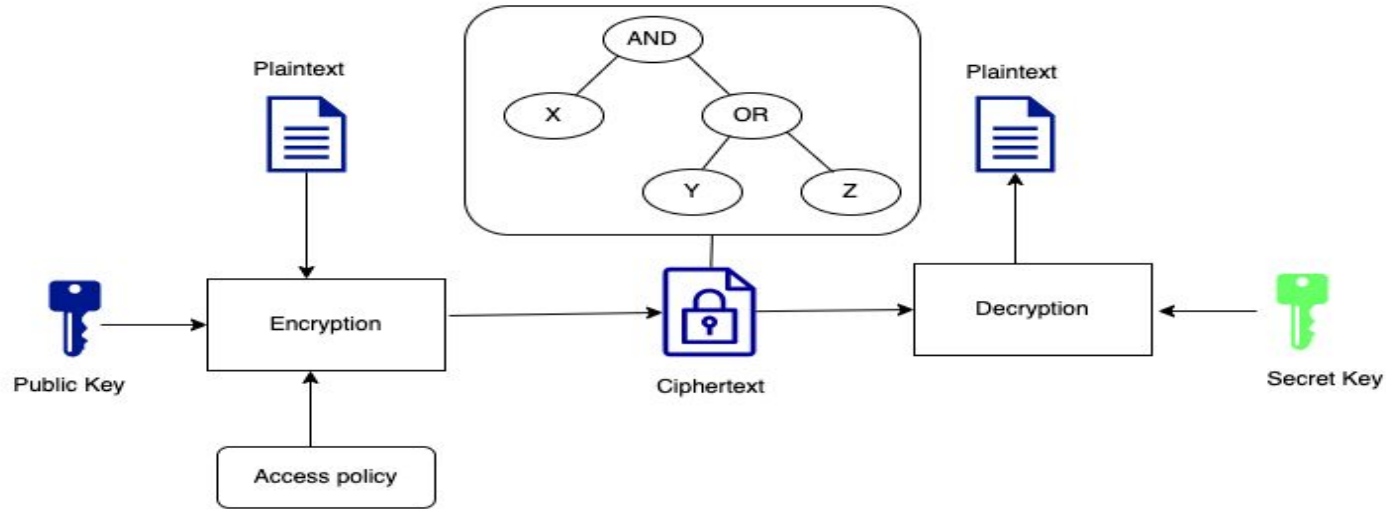 AND
Plaintext
Plaintext
X
OR
Y
Z
Encryption
Decryption
Public Key
Ciphertext
Secret Key
Access policy